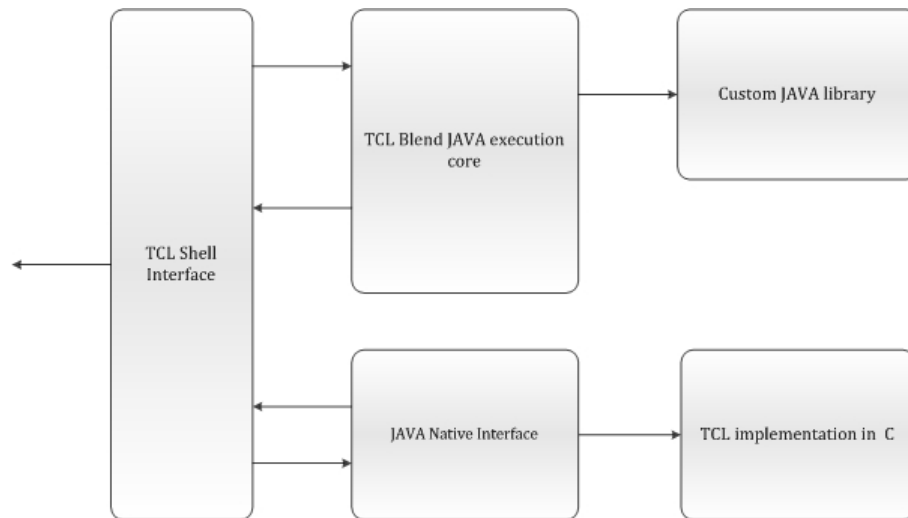 Custom JAVA library
TCL Blend JAVA execution
core
TCL Shell
Interface
JAVA Native Interface
TCL implementation in  C